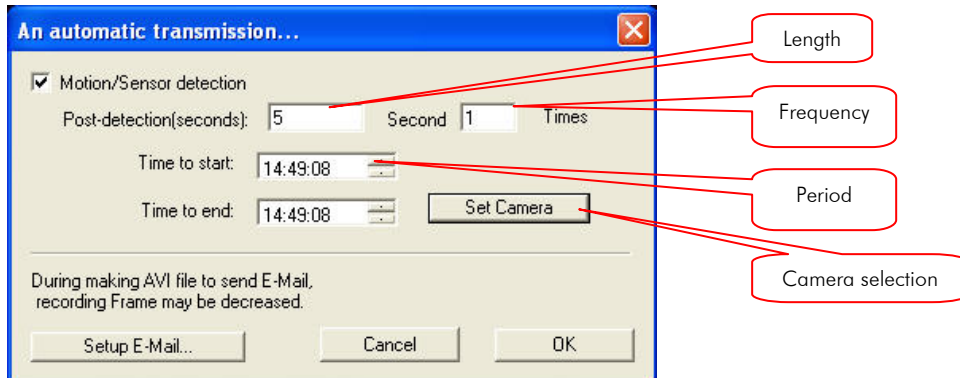 An automatic transmission...
Length
Motion/Sensor detection
Post-detection(seconds): 5 Second 1 Times
Frequency
Time to start: 14:49:08
Period
Time to end: 14:49:08 Set Camera
Camera selection
During making AVI file to send E-Mail,
recording Frame may be decreased.
Setup E-Mail... Cancel OK